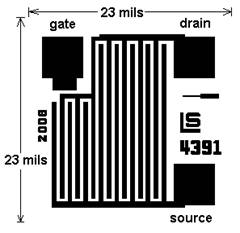 23 mils
gate drain
2008
LS
4391
23 mils
source